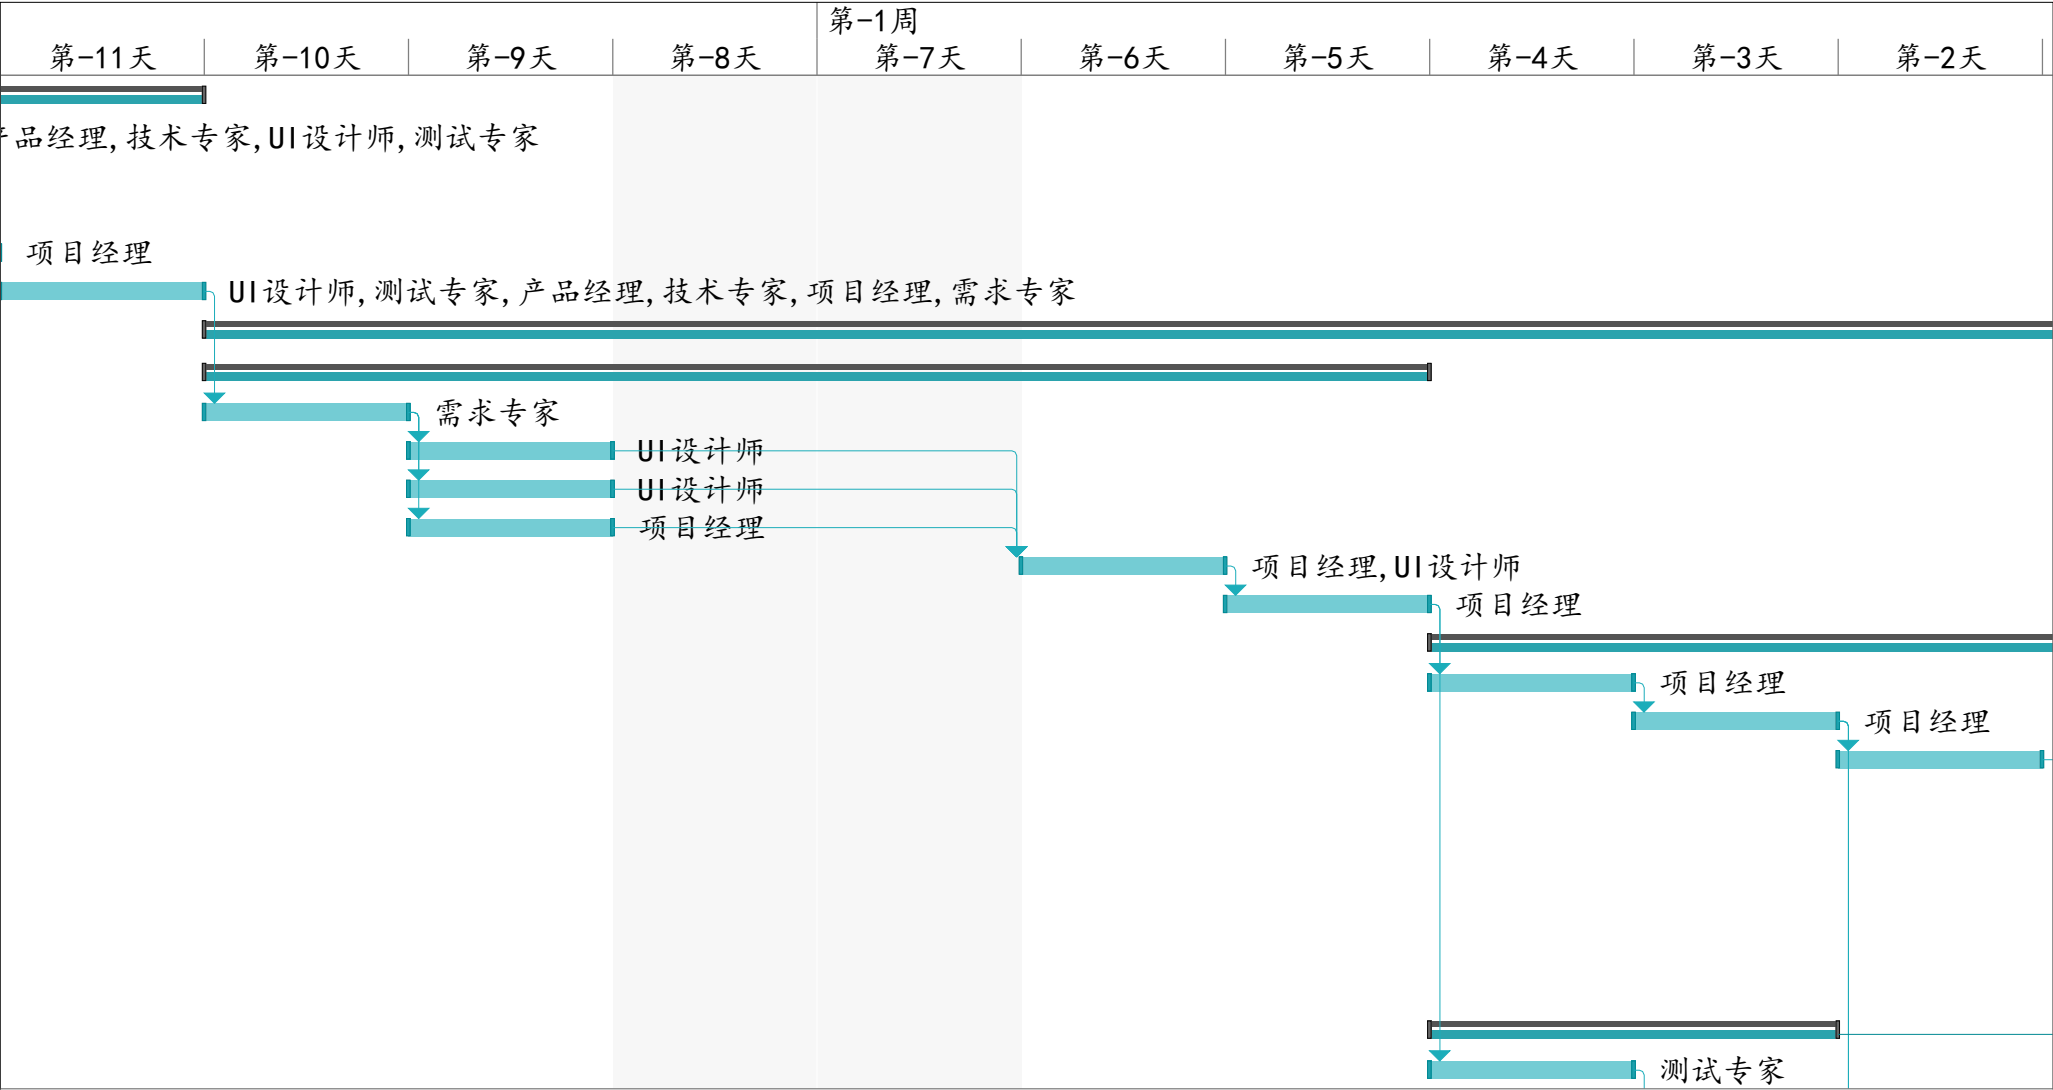 第-1周
第-11天 第-10天 第-9天 第-8天 第-7天 第-6天 第-5天 第-4天 第-3天 第-2天
产品经理,技术专家,UI设计师,测试专家
项目经理
UI设计师,测试专家,产品经理,技术专家,项目经理,需求专家
需求专家
UI设计师
UI设计师
项目经理
项目经理,UI设计师
项目经理
项目经理
项目经理
测试专家